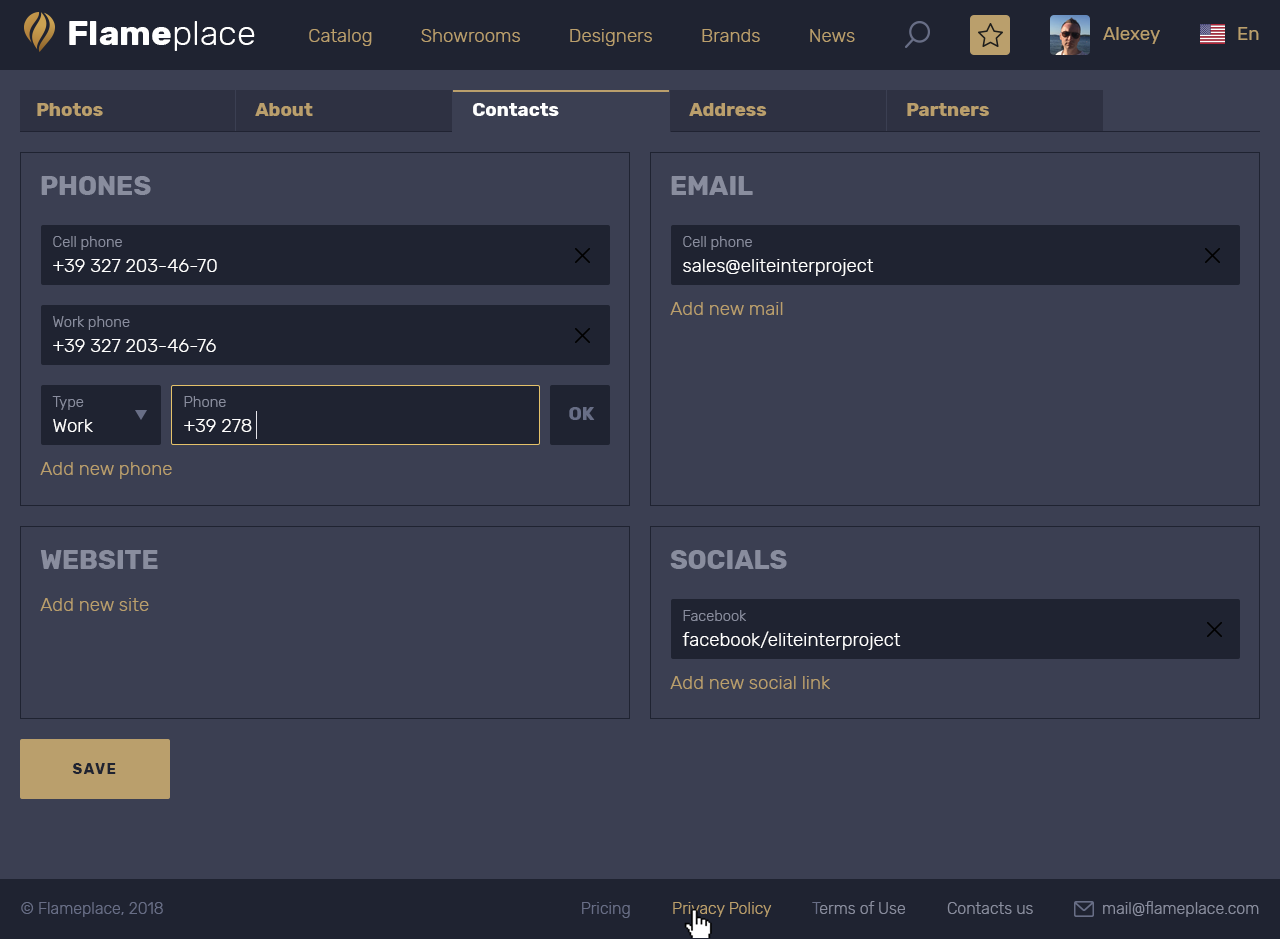 Flameplace Catalog Showrooms Designers Brands News Alexey En
Photos About Contacts Address Partners
PHONES
Cell phone
+39 327 203-46-70
Work phone
+39 327 203-46-76
Type
Work
Phone
+39 278
OK
Add new phone
EMAIL
Cell phone
sales@eliteinterproject
Add new mail
WEBSITE
Add new site
SOCIALS
Facebook
facebook/eliteinterproject
Add new social link
SAVE
© Flameplace, 2018 Pricing Privacy Policy Terms of Use Contacts us mail@flameplace.com